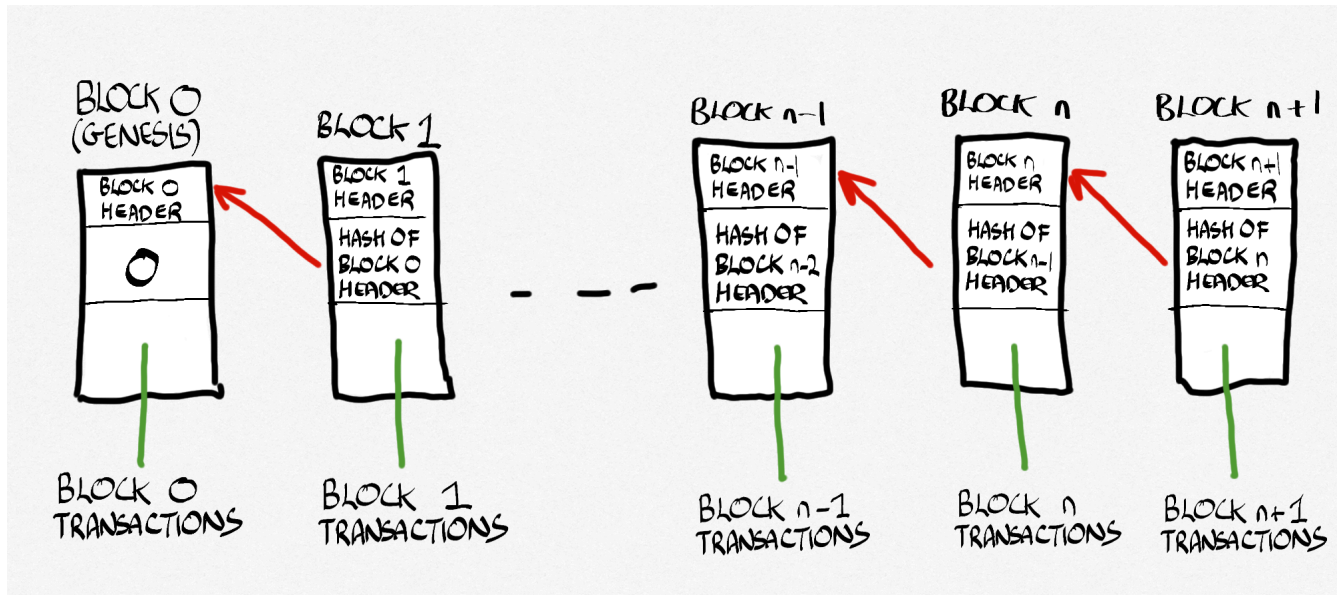 BLOCK 0
(GENESIS)
BLOCK 0
HEADER
0
BLOCK 0
TRANSACTIONS
BLOCK 1
BLOCK 1
HEADER
HASH OF
BLOCK 0
HEADER
BLOCK 1
TRANSACTIONS
BLOCK n-1
BLOCK n-1
HEADER
HASH OF
BLOCK n-2
HEADER
BLOCK n-1
TRANSACTIONS
BLOCK n
BLOCK n
HEADER
HASH OF
BLOCK n-1
HEADER
BLOCK n
TRANSACTIONS
BLOCK n+1
BLOCK n+1
HEADER
HASH OF
BLOCK n
HEADER
BLOCK n+1
TRANSACTIONS